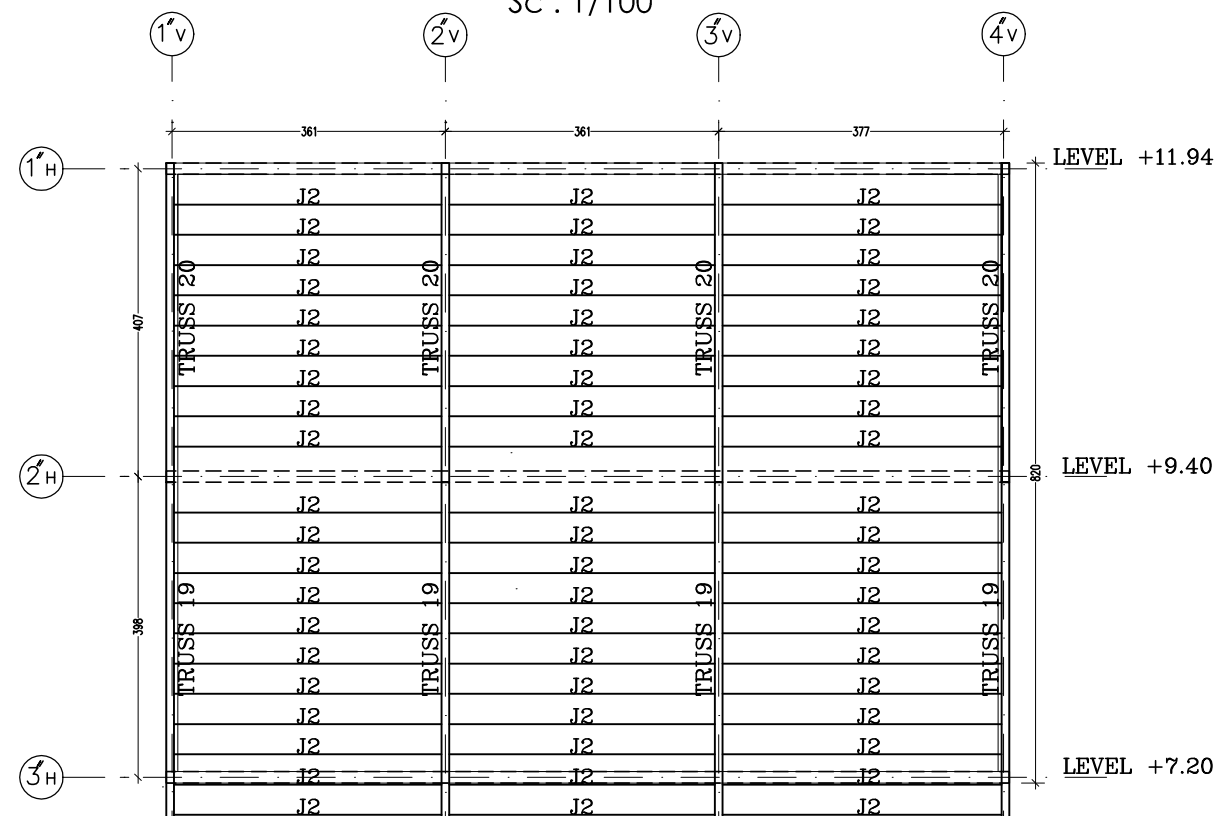 Sc : 1/100
1"V 2"V 3"V 4"V
361 361 377
1"H LEVEL +11.94
J2 J2 J2
J2 J2 J2
J2 J2 J2
J2 J2 J2
J2 J2 J2
J2 J2 J2
J2 J2 J2
J2 J2 J2
J2 J2 J2
TRUSS 20 TRUSS 20 TRUSS 20 TRUSS 20
407
2"H 820 LEVEL +9.40
J2 J2 J2
J2 J2 J2
J2 J2 J2
J2 J2 J2
J2 J2 J2
J2 J2 J2
J2 J2 J2
J2 J2 J2
J2 J2 J2
TRUSS 19 TRUSS 19 TRUSS 19 TRUSS 19
398
3"H J2 J2 J2 LEVEL +7.20
J2 J2 J2